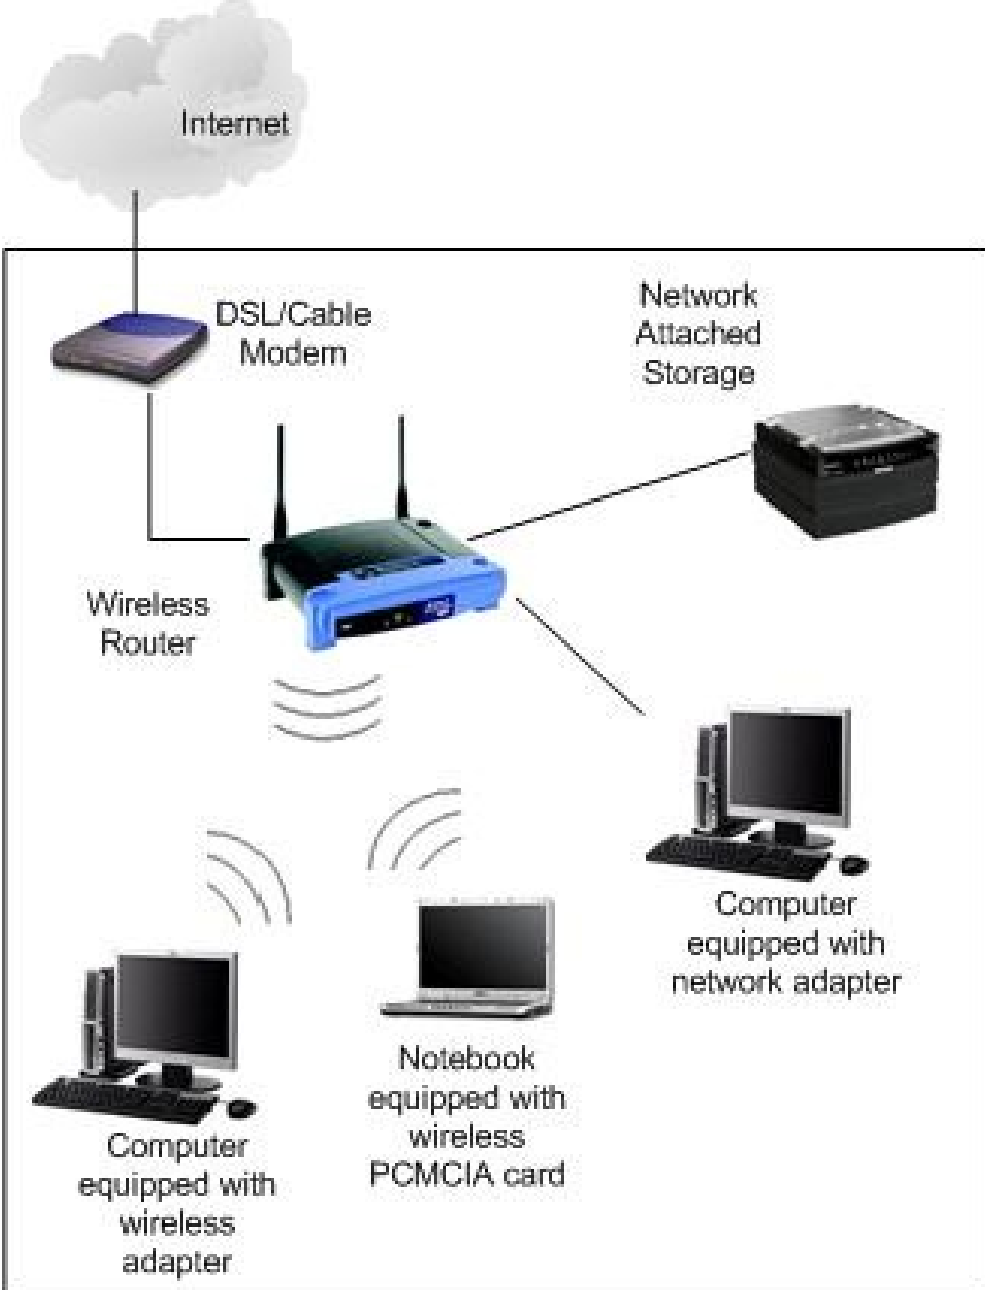 Internet
DSL/Cable
Modem
Network
Attached
Storage
Wireless
Router
Computer
equipped with
network adapter
Notebook
equipped with
wireless
PCMCIA card
Computer
equipped with
wireless
adapter